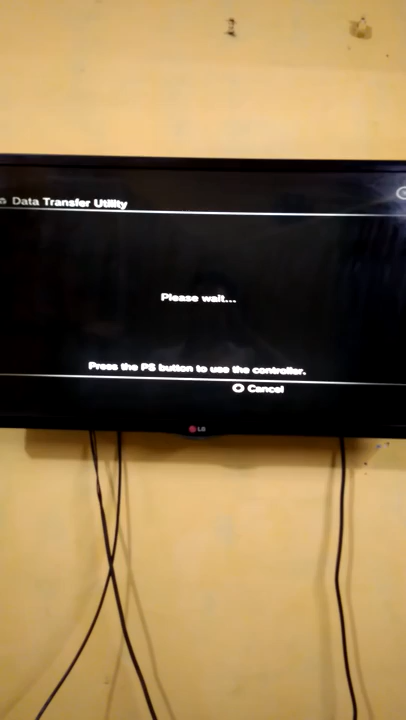 Data Transfer Utility
Please wait...
Press the PS button to use the controller.
Cancel
LG